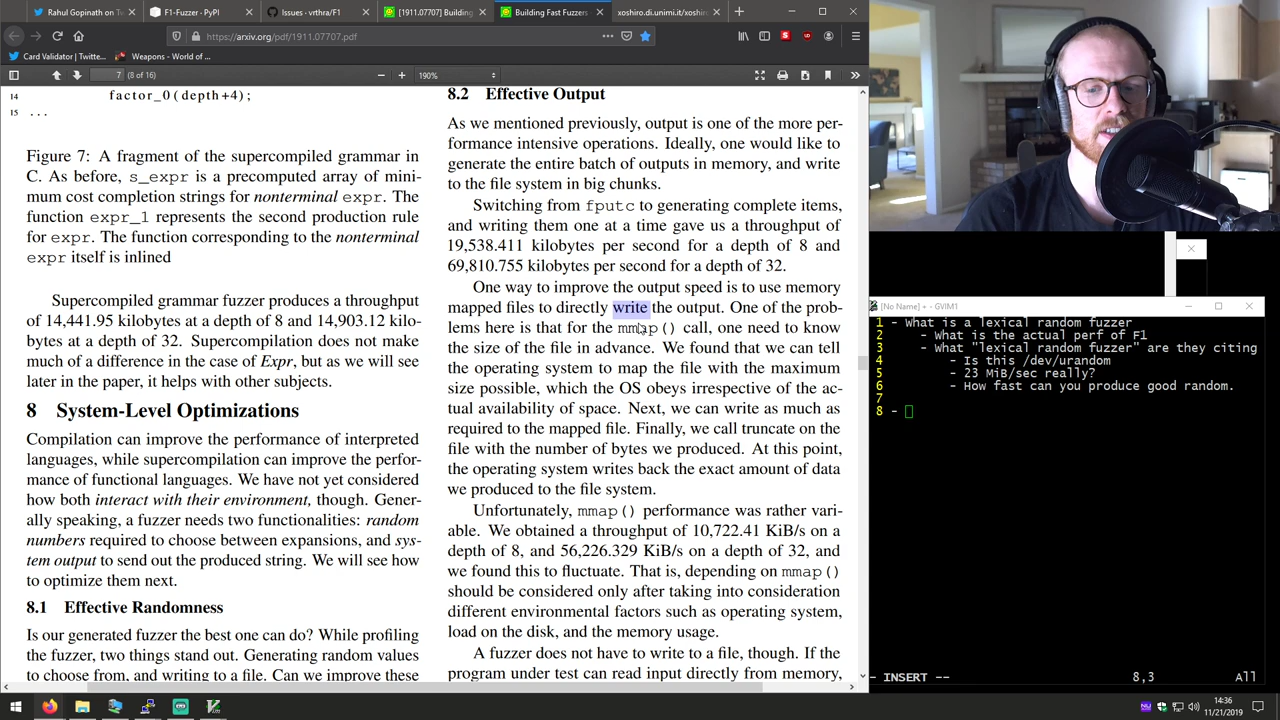 Rahul Gopinath on Tw
F1-Fuzzer · PyPI
Issues · vrthra/F1
[1911.07707] Building
Building Fast Fuzzers
xoshiro.di.unimi.it/xoshiro
https://arxiv.org/pdf/1911.07707.pdf
Card Validator | Twitte...
Weapons - World of ...
7
(8 of 16)
190%
14 factor_0(depth+4);
15 ...
Figure 7: A fragment of the supercompiled grammar in
C. As before, s_expr is a precomputed array of mini-
mum cost completion strings for nonterminal expr. The
function expr_1 represents the second production rule
for expr. The function corresponding to the nonterminal
expr itself is inlined
Supercompiled grammar fuzzer produces a throughput
of 14,441.95 kilobytes at a depth of 8 and 14,903.12 kilo-
bytes at a depth of 32. Supercompilation does not make
much of a difference in the case of Expr, but as we will see
later in the paper, it helps with other subjects.
8 System-Level Optimizations
Compilation can improve the performance of interpreted
languages, while supercompilation can improve the perfor-
mance of functional languages. We have not yet considered
how both interact with their environment, though. Gener-
ally speaking, a fuzzer needs two functionalities: random
numbers required to choose between expansions, and sys-
tem output to send out the produced string. We will see how
to optimize them next.
8.1 Effective Randomness
Is our generated fuzzer the best one can do? While profiling
the fuzzer, two things stand out. Generating random values
to choose from, and writing to a file. Can we improve these
8.2 Effective Output
As we mentioned previously, output is one of the more per-
formance intensive operations. Ideally, one would like to
generate the entire batch of outputs in memory, and write
to the file system in big chunks.
Switching from fputc to generating complete items,
and writing them one at a time gave us a throughput of
19,538.411 kilobytes per second for a depth of 8 and
69,810.755 kilobytes per second for a depth of 32.
One way to improve the output speed is to use memory
mapped files to directly write the output. One of the prob-
lems here is that for the mmap() call, one need to know
the size of the file in advance. We found that we can tell
the operating system to map the file with the maximum
size possible, which the OS obeys irrespective of the ac-
tual availability of space. Next, we can write as much as
required to the mapped file. Finally, we call truncate on the
file with the number of bytes we produced. At this point,
the operating system writes back the exact amount of data
we produced to the file system.
Unfortunately, mmap() performance was rather vari-
able. We obtained a throughput of 10,722.41 KiB/s on a
depth of 8, and 56,226.329 KiB/s on a depth of 32, and
we found this to fluctuate. That is, depending on mmap()
should be considered only after taking into consideration
different environmental factors such as operating system,
load on the disk, and the memory usage.
A fuzzer does not have to write to a file, though. If the
program under test can read input directly from memory,
[No Name] + - GVIM1
1 - What is a lexical random fuzzer
2 - What is the actual perf of F1
3 - What "lexical random fuzzer" are they citing
4 - Is this /dev/urandom
5 - 23 MiB/sec really?
6 - How fast can you produce good random.
7
8 -
- INSERT -- 8,3 All
14:36
11/21/2019